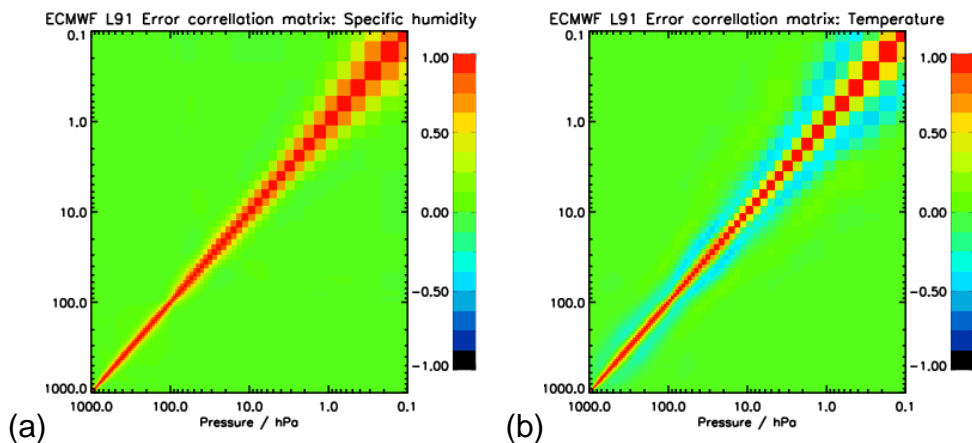 ECMWF L91 Error correllation matrix: Specific humidity
0.1
1.0
10.0
100.0
1000.0
1000.0 100.0 10.0 1.0 0.1
Pressure / hPa
1.00
0.50
0.00
-0.50
-1.00
(a)
ECMWF L91 Error correllation matrix: Temperature
0.1
1.0
10.0
100.0
1000.0
1000.0 100.0 10.0 1.0 0.1
Pressure / hPa
1.00
0.50
0.00
-0.50
-1.00
(b)